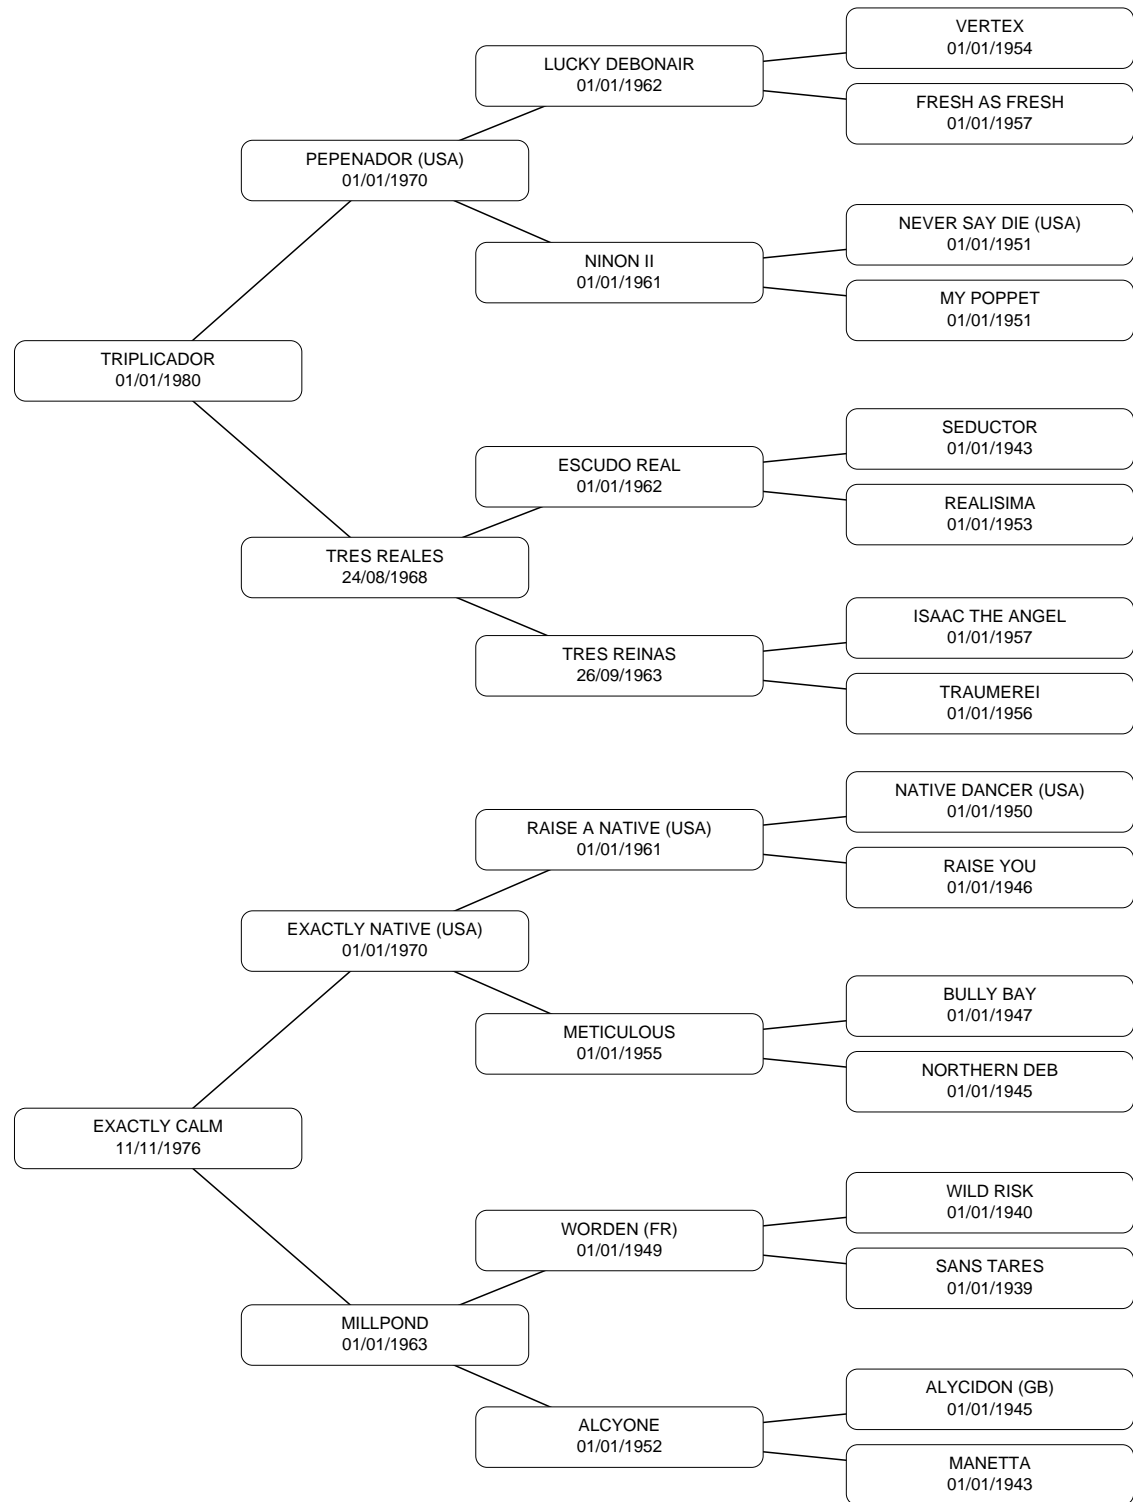 VERTEX
01/01/1954
LUCKY DEBONAIR
01/01/1962
FRESH AS FRESH
01/01/1957
PEPENADOR (USA)
01/01/1970
NEVER SAY DIE (USA)
01/01/1951
NINON II
01/01/1961
MY POPPET
01/01/1951
TRIPLICADOR
01/01/1980
SEDUCTOR
01/01/1943
ESCUDO REAL
01/01/1962
REALISIMA
01/01/1953
TRES REALES
24/08/1968
ISAAC THE ANGEL
01/01/1957
TRES REINAS
26/09/1963
TRAUMEREI
01/01/1956
NATIVE DANCER (USA)
01/01/1950
RAISE A NATIVE (USA)
01/01/1961
RAISE YOU
01/01/1946
EXACTLY NATIVE (USA)
01/01/1970
BULLY BAY
01/01/1947
METICULOUS
01/01/1955
NORTHERN DEB
01/01/1945
EXACTLY CALM
11/11/1976
WILD RISK
01/01/1940
WORDEN (FR)
01/01/1949
SANS TARES
01/01/1939
MILLPOND
01/01/1963
ALYCIDON (GB)
01/01/1945
ALCYONE
01/01/1952
MANETTA
01/01/1943